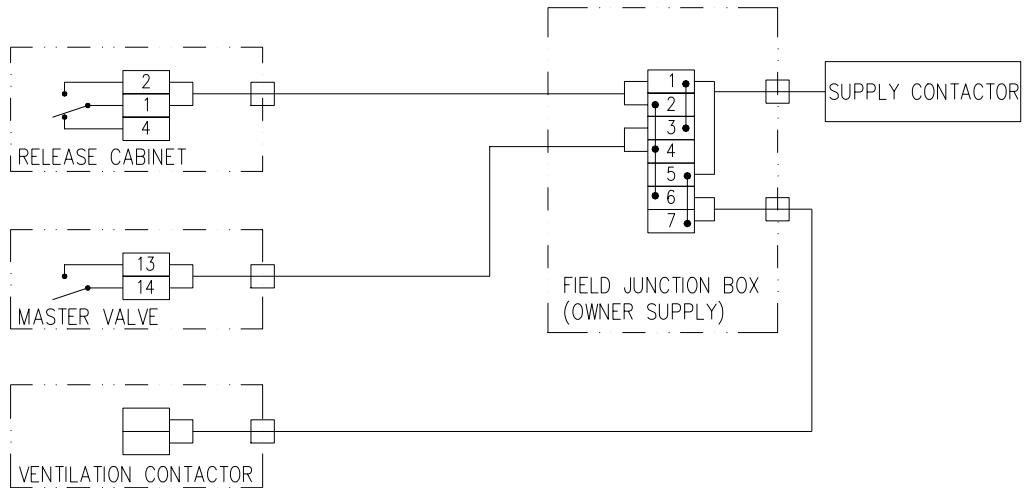 2
1
4
RELEASE CABINET
13
14
MASTER VALVE
VENTILATION CONTACTOR
1
2
3
4
5
6
7
FIELD JUNCTION BOX
(OWNER SUPPLY)
SUPPLY CONTACTOR